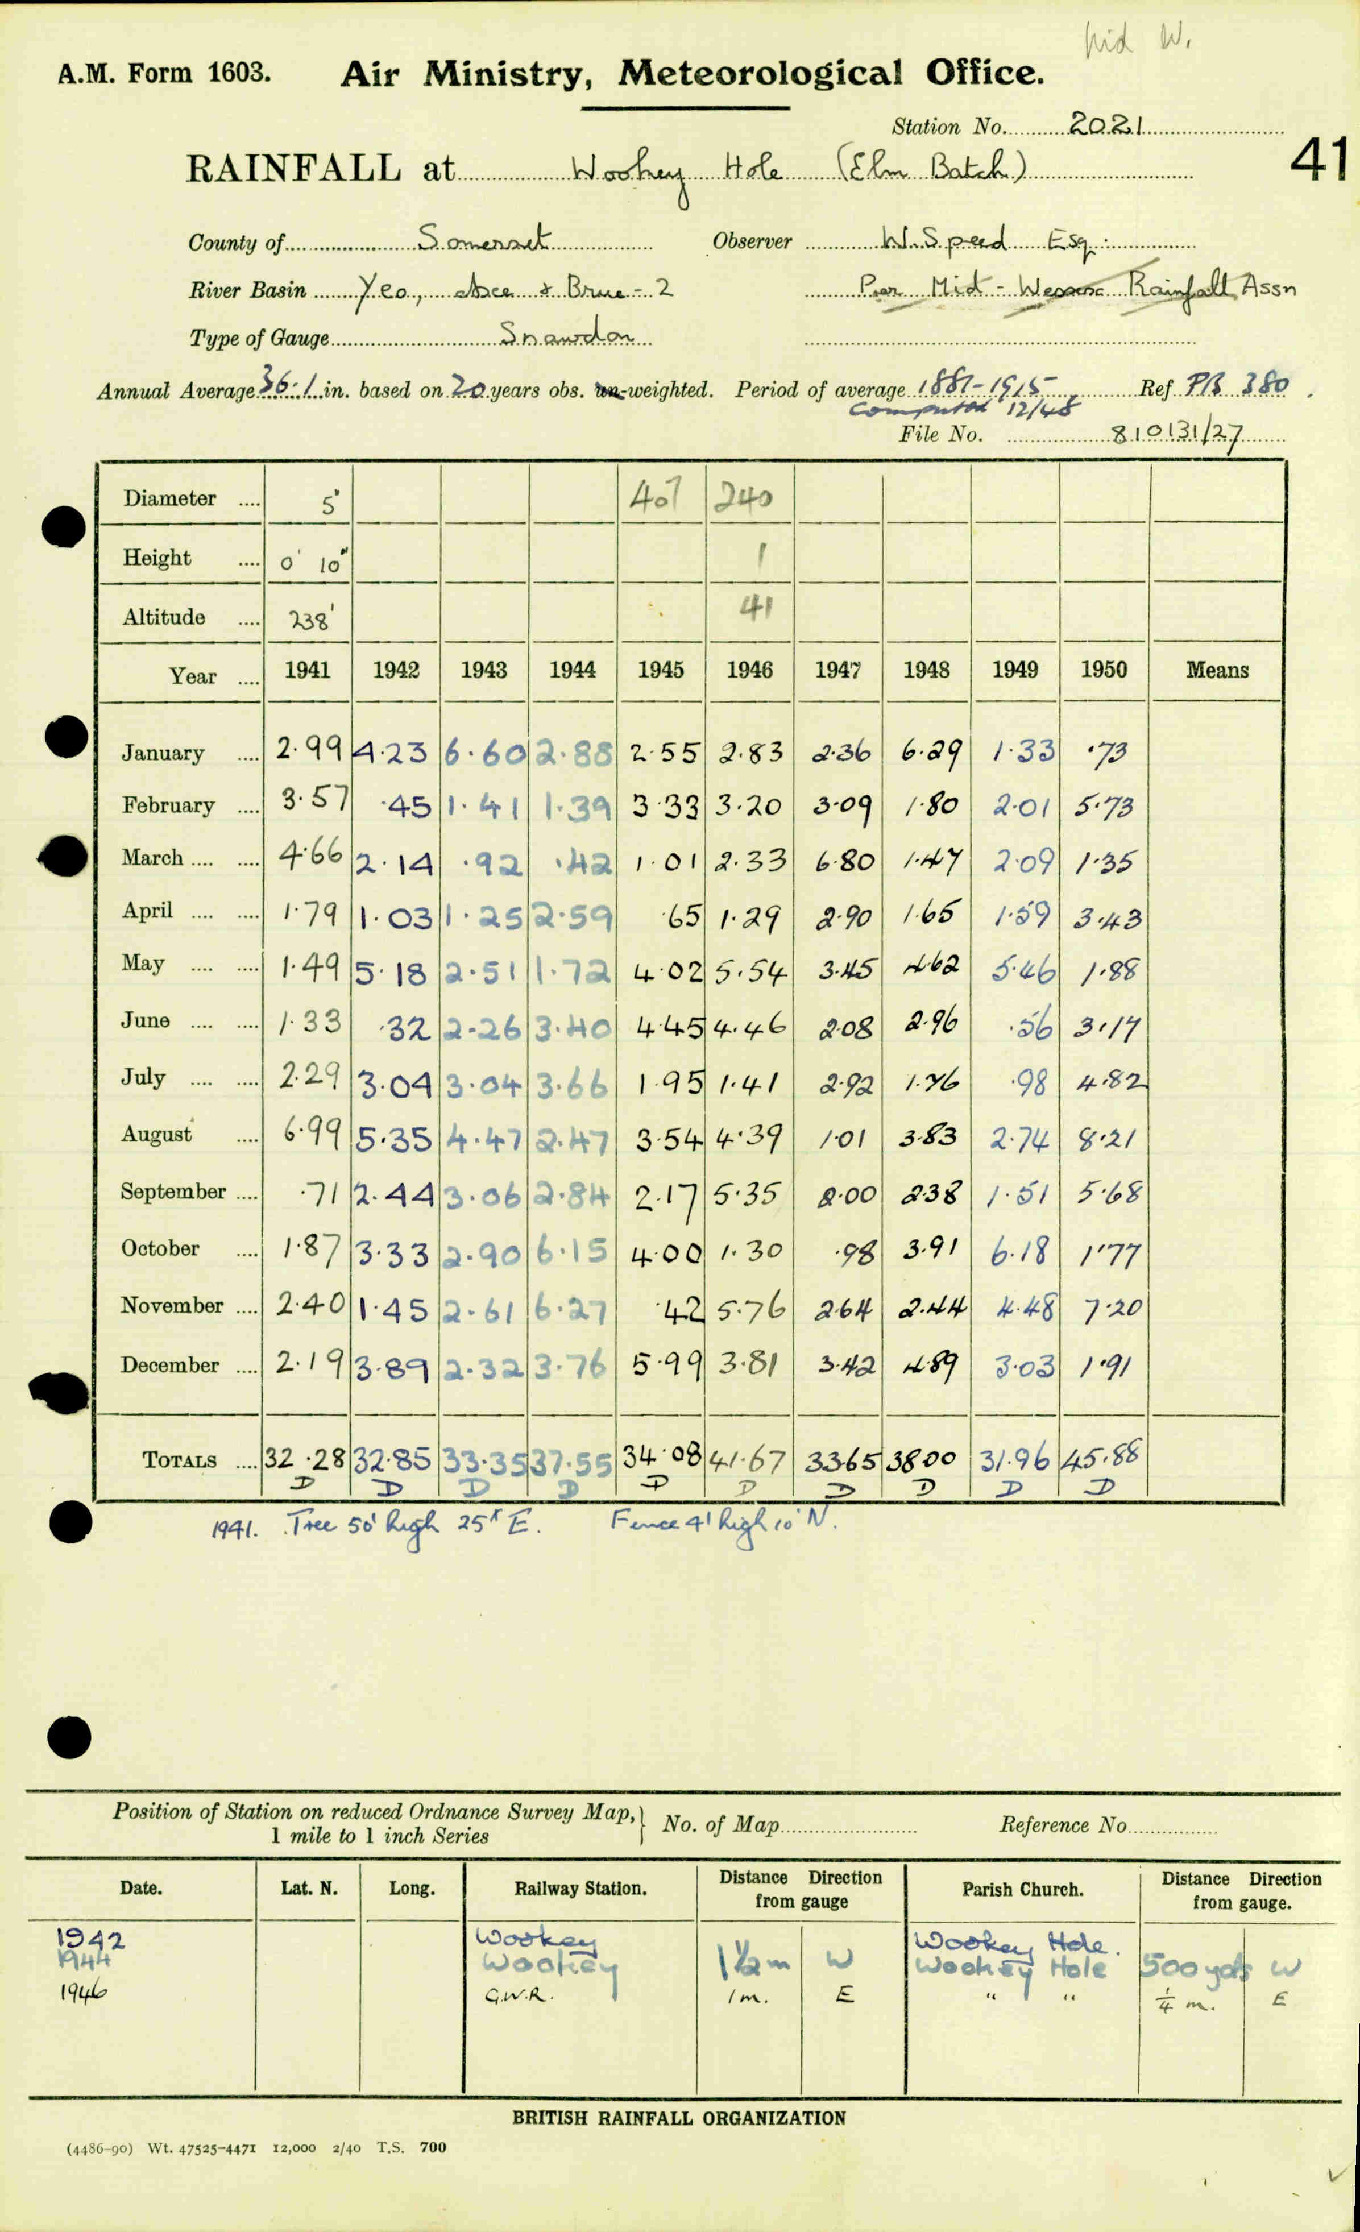 Mid W.
A.M. Form 1603. Air Ministry, Meteorological Office.
Station No. 2021
41
RAINFALL at Wookey Hole (Elm Batch)
County of Somerset Observer W. Speed Esq.
River Basin Yeo, Axe & Brue - 2 Per Mid - Wessex Rainfall Assn
Type of Gauge Snowdon
Annual Average 36.1 in. based on 20 years obs. un-weighted. Period of average 1881-1915 Ref PB 380
computed 12/48
File No. 810131/27
Diameter .... 5" 407 240
Height .... 0' 10" 1
Altitude .... 238' 41
Year .... 1941 1942 1943 1944 1945 1946 1947 1948 1949 1950 Means
January .... 2.99 4.23 6.60 2.88 2.55 2.83 2.36 6.29 1.33 .73
February .... 3.57 .45 1.41 1.39 3.33 3.20 3.09 1.80 2.01 5.73
March .... .... 4.66 2.14 .92 .42 1.01 2.33 6.80 1.47 2.09 1.35
April .... .... 1.79 1.03 1.25 2.59 .65 1.29 2.90 1.65 1.59 3.43
May .... .... 1.49 5.18 2.51 1.72 4.02 5.54 3.45 4.62 5.46 1.88
June .... .... 1.33 .32 2.26 3.40 4.45 4.46 2.08 2.96 .56 3.17
July .... .... 2.29 3.04 3.04 3.66 1.95 1.41 2.92 1.76 .98 4.82
August .... 6.99 5.35 4.47 2.47 3.54 4.39 1.01 3.83 2.74 8.21
September .... .71 2.44 3.06 2.84 2.17 5.35 2.00 2.38 1.51 5.68
October .... 1.87 3.33 2.90 6.15 4.00 1.30 .98 3.91 6.18 1.77
November .... 2.40 1.45 2.61 6.27 .42 5.76 2.64 2.44 4.48 7.20
December .... 2.19 3.89 2.32 3.76 5.99 3.81 3.42 4.89 3.03 1.91
TOTALS .... 32.28 32.85 33.35 37.55 34.08 41.67 33.65 38.00 31.96 45.88
D D D D D D D D D D
1941. Tree 50' high 25' E. Fence 4' high 10' N.
Position of Station on reduced Ordnance Survey Map, } No. of Map Reference No.
1 mile to 1 inch Series
Date. Lat. N. Long. Railway Station. Distance Direction from gauge Parish Church. Distance Direction from gauge.
1942 Wookey Wookey Hole.
1944 Wookey 1½ m W Wookey Hole 500 yds W
1946 G.W.R. 1 m. E " " ¼ m. E
BRITISH RAINFALL ORGANIZATION
(4486-90) Wt. 47525-4471 12,000 2/40 T.S. 700